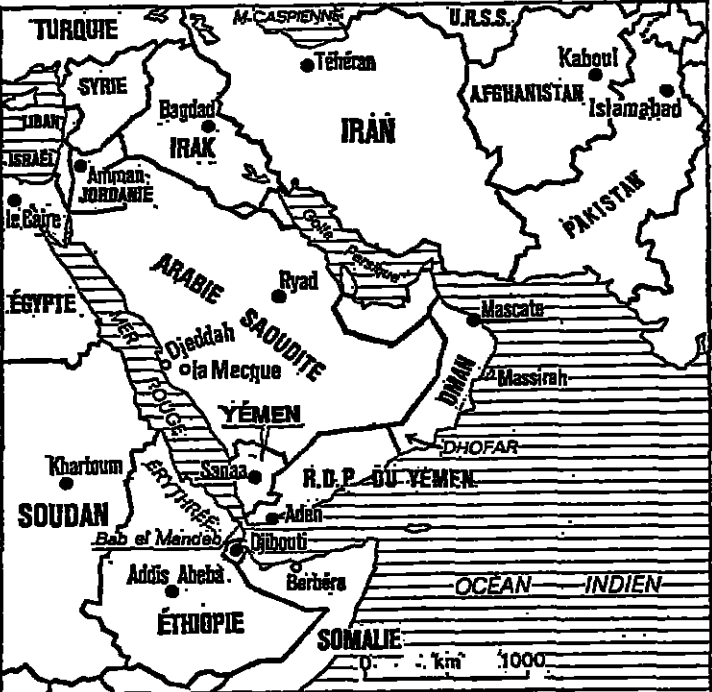 M. CASPIENNE
U.R.S.S.
TURQUIE
Téhéran
Kaboul
SYRIE
AFGHANISTAN
Islamabad
Bagdad
LIBAN
IRAK
IRAN
ISRAËL
Amman
JORDANIE
le Caire
PAKISTAN
Golfe
Persique
ARABIE
SAOUDITE
Ryad
ÉGYPTE
MER
ROUGE
Mascate
Djeddah
la Mecque
OMAN
Massirah
YÉMEN
DHOFAR
Khartoum
ÉRYTHRÉE
Sanaa
R.D.P. DU YÉMEN
SOUDAN
Aden
Bab el Mandeb
Djibouti
Addis Abeba
Berbéra
OCÉAN INDIEN
ÉTHIOPIE
SOMALIE
0 km 1000